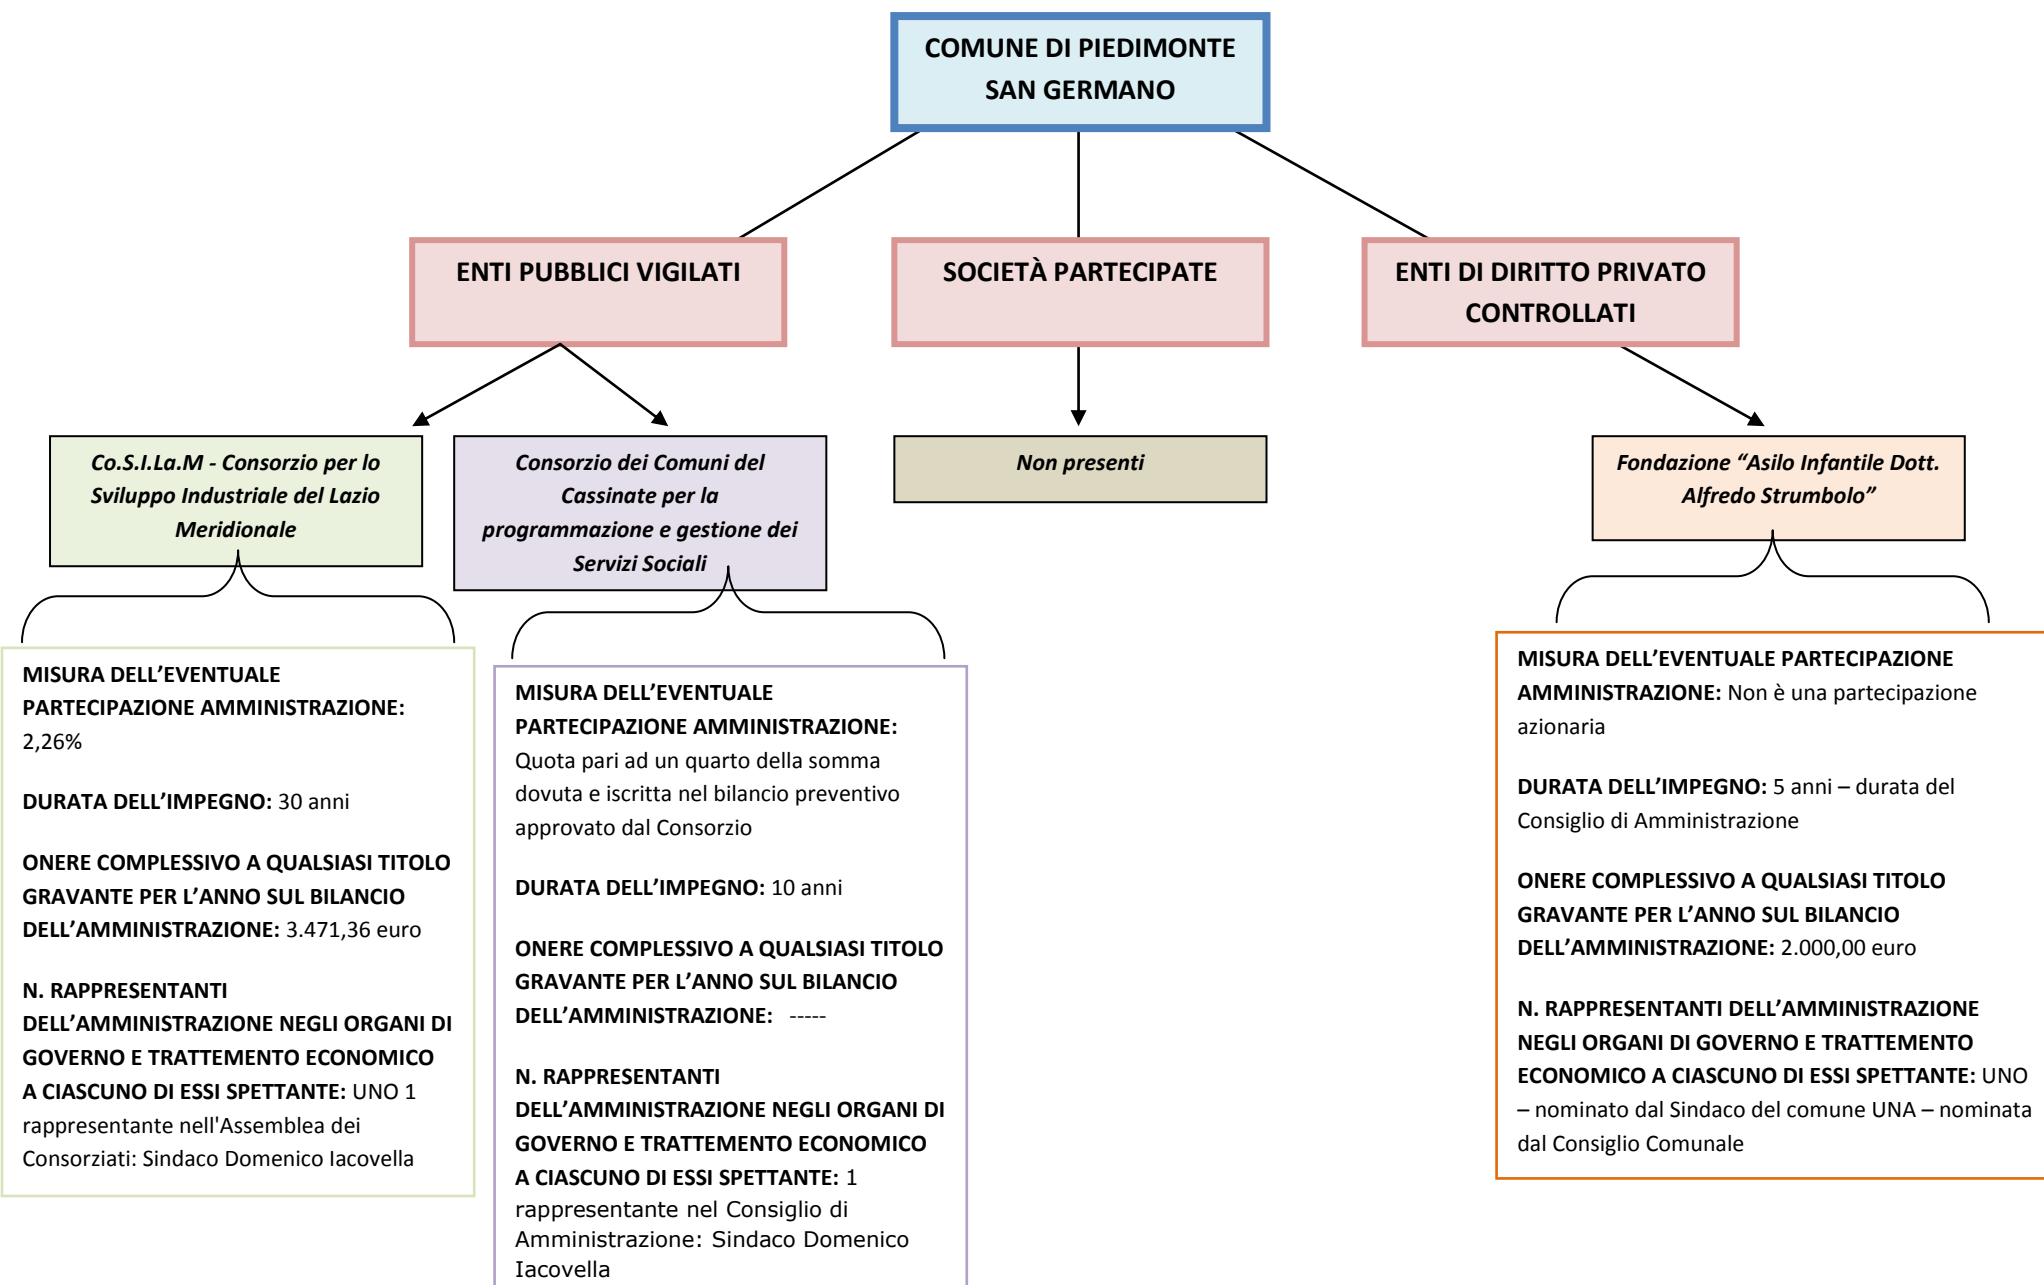 COMUNE DI PIEDIMONTE
SAN GERMANO
ENTI PUBBLICI VIGILATI
SOCIETÀ PARTECIPATE
ENTI DI DIRITTO PRIVATO
CONTROLLATI
Co.S.I.La.M - Consorzio per lo
Sviluppo Industriale del Lazio
Meridionale
Consorzio dei Comuni del
Cassinate per la
programmazione e gestione dei
Servizi Sociali
Non presenti
Fondazione “Asilo Infantile Dott.
Alfredo Strumbolo”
MISURA DELL’EVENTUALE
PARTECIPAZIONE AMMINISTRAZIONE:
2,26%
DURATA DELL’IMPEGNO: 30 anni
ONERE COMPLESSIVO A QUALSIASI TITOLO
GRAVANTE PER L’ANNO SUL BILANCIO
DELL’AMMINISTRAZIONE: 3.471,36 euro
N. RAPPRESENTANTI
DELL’AMMINISTRAZIONE NEGLI ORGANI DI
GOVERNO E TRATTEMENTO ECONOMICO
A CIASCUNO DI ESSI SPETTANTE: UNO 1
rappresentante nell'Assemblea dei
Consorziati: Sindaco Domenico Iacovella
MISURA DELL’EVENTUALE
PARTECIPAZIONE AMMINISTRAZIONE:
Quota pari ad un quarto della somma
dovuta e iscritta nel bilancio preventivo
approvato dal Consorzio
DURATA DELL’IMPEGNO: 10 anni
ONERE COMPLESSIVO A QUALSIASI TITOLO
GRAVANTE PER L’ANNO SUL BILANCIO
DELL’AMMINISTRAZIONE: -----
N. RAPPRESENTANTI
DELL’AMMINISTRAZIONE NEGLI ORGANI DI
GOVERNO E TRATTEMENTO ECONOMICO
A CIASCUNO DI ESSI SPETTANTE: 1
rappresentante nel Consiglio di
Amministrazione: Sindaco Domenico
Iacovella
MISURA DELL’EVENTUALE PARTECIPAZIONE
AMMINISTRAZIONE: Non è una partecipazione
azionaria
DURATA DELL’IMPEGNO: 5 anni – durata del
Consiglio di Amministrazione
ONERE COMPLESSIVO A QUALSIASI TITOLO
GRAVANTE PER L’ANNO SUL BILANCIO
DELL’AMMINISTRAZIONE: 2.000,00 euro
N. RAPPRESENTANTI DELL’AMMINISTRAZIONE
NEGLI ORGANI DI GOVERNO E TRATTEMENTO
ECONOMICO A CIASCUNO DI ESSI SPETTANTE: UNO
– nominato dal Sindaco del comune UNA – nominata
dal Consiglio Comunale